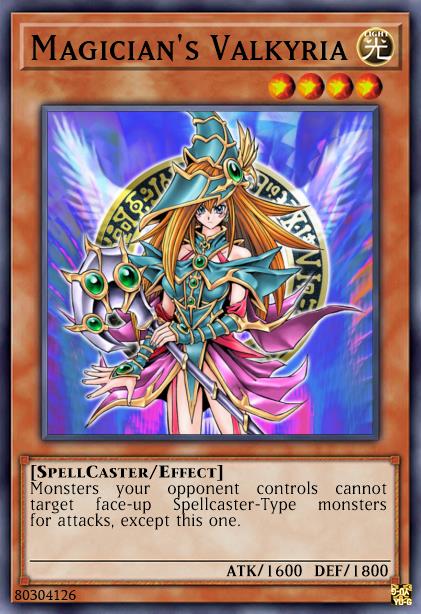 Magician's Valkyria
LIGHT
光
[SpellCaster/Effect]
Monsters your opponent controls cannot
target face-up Spellcaster-Type monsters
for attacks, except this one.
ATK/1600 DEF/1800
80304126